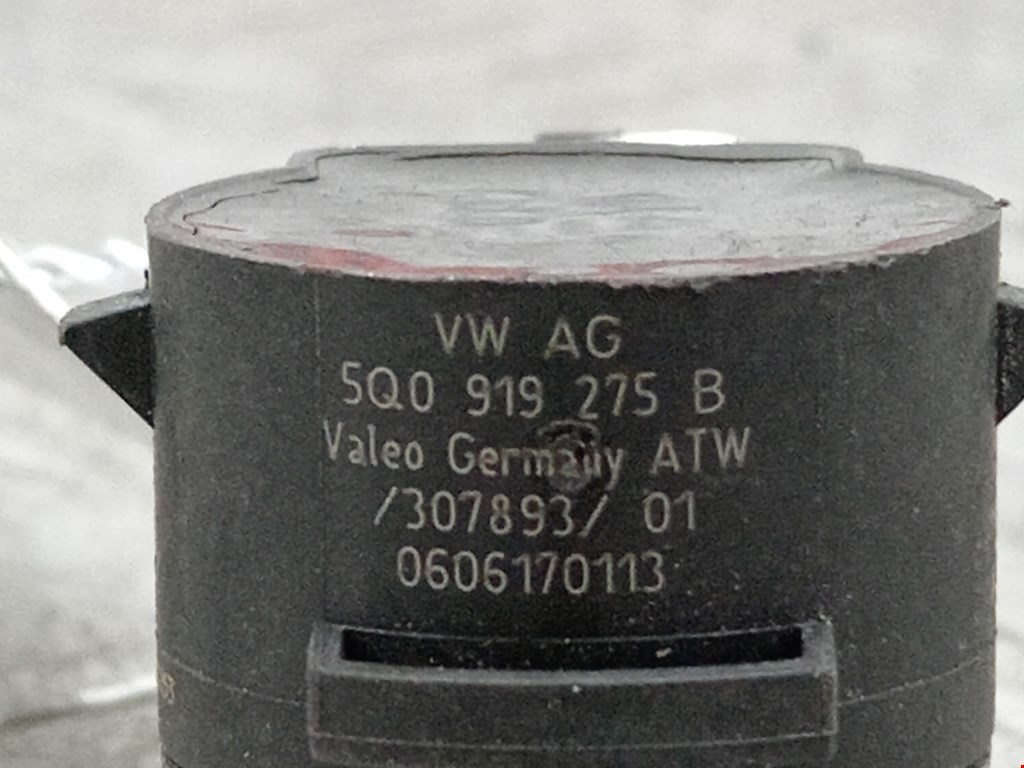 VW AG
5Q0 919 275 B
Valeo Germany ATW
/307893/ 01
0606170113